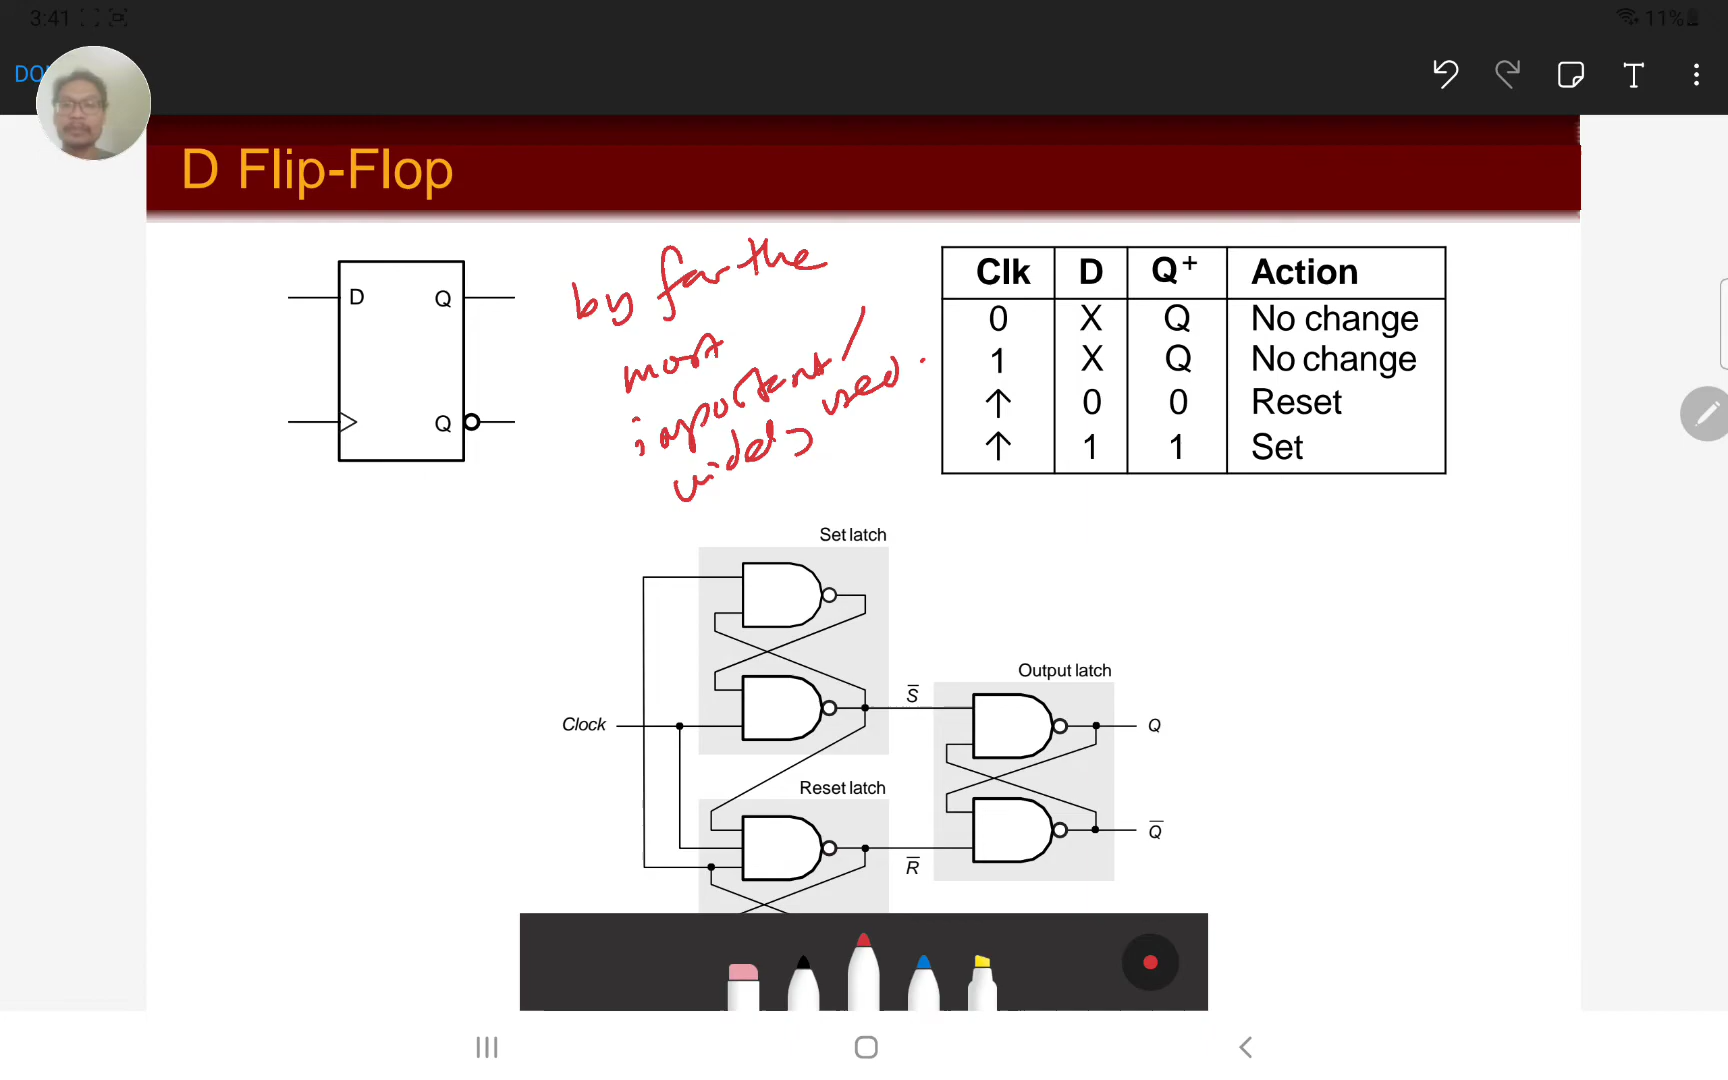 3:41
11%
DO
T
D Flip-Flop
D Q
Q
by far the
most
important /
widely used.
Clk D Q+ Action
0 X Q No change
1 X Q No change
↑ 0 0 Reset
↑ 1 1 Set
Set latch
Output latch
S̅
Clock
Q
Reset latch
Q̅
R̅